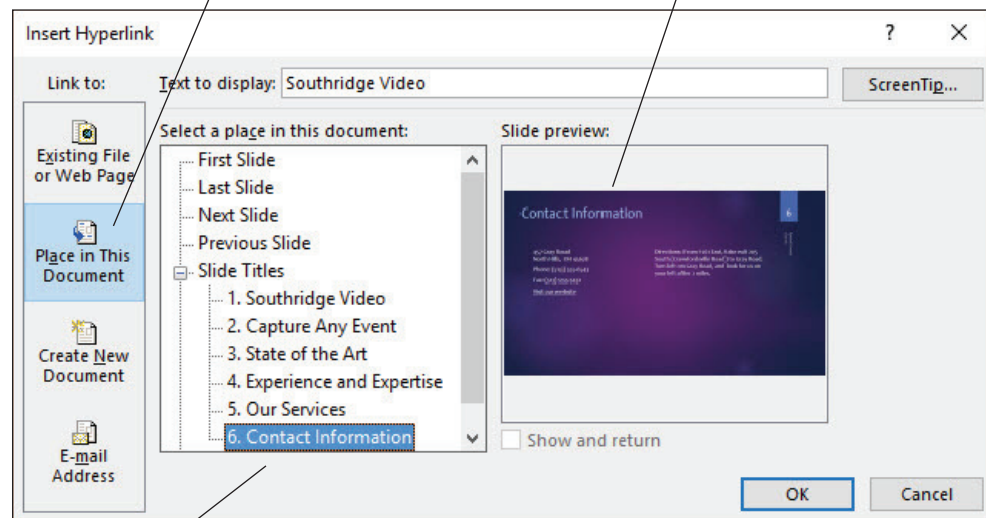 Insert Hyperlink
?
Link to:
Text to display: Southridge Video
ScreenTip...
Existing File
or Web Page
Place in This
Document
Create New
Document
E-mail
Address
Select a place in this document:
First Slide
Last Slide
Next Slide
Previous Slide
Slide Titles
1. Southridge Video
2. Capture Any Event
3. State of the Art
4. Experience and Expertise
5. Our Services
6. Contact Information
Slide preview:
Contact Information
6
Show and return
OK
Cancel